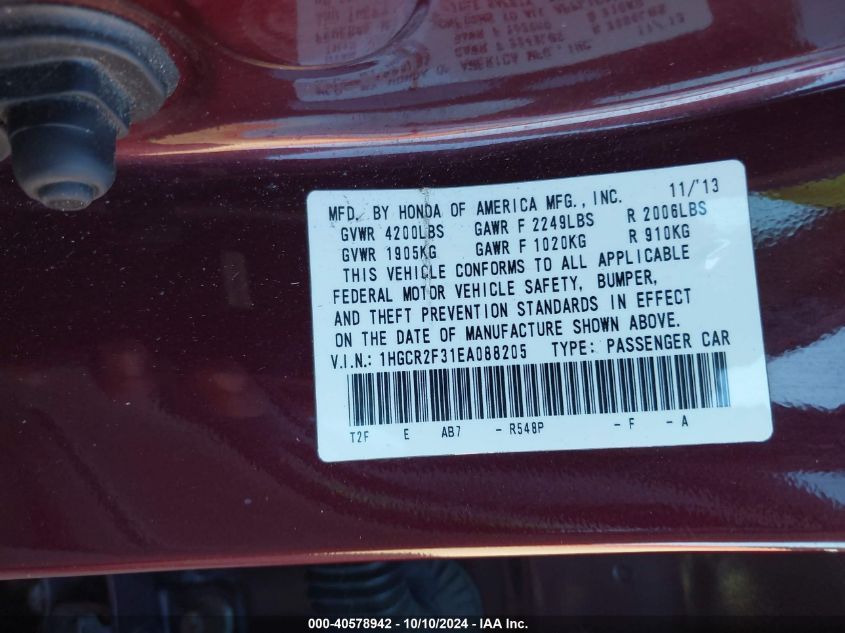 MFD. BY HONDA OF AMERICA MFG., INC. 11/'13
GVWR 4200LBS GAWR F 2249LBS R 2006LBS
GVWR 1905KG GAWR F 1020KG R 910KG
THIS VEHICLE CONFORMS TO ALL APPLICABLE
FEDERAL MOTOR VEHICLE SAFETY, BUMPER,
AND THEFT PREVENTION STANDARDS IN EFFECT
ON THE DATE OF MANUFACTURE SHOWN ABOVE.
V.I.N.: 1HGCR2F31EA088205 TYPE: PASSENGER CAR
T2F E AB7 - R548P - F - A
000-40578942 - 10/10/2024 - IAA Inc.